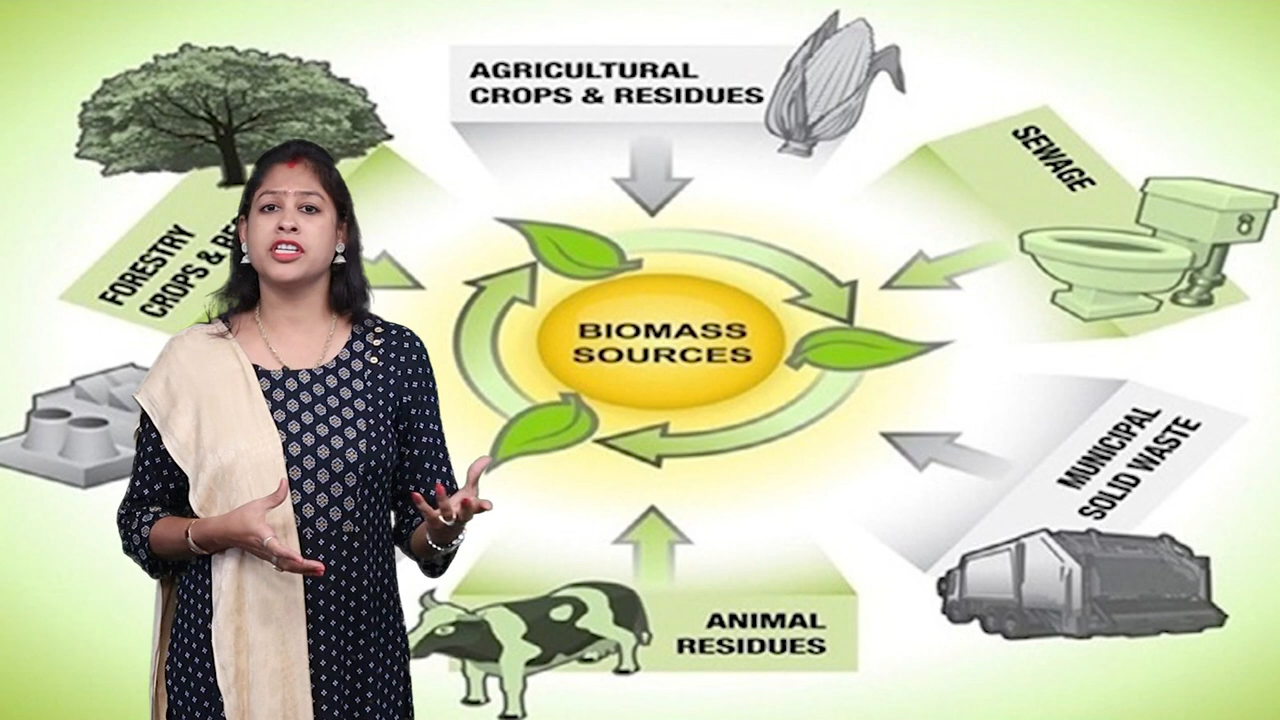 AGRICULTURAL
CROPS & RESIDUES
SEWAGE
FORESTRY
CROPS &
BIOMASS
SOURCES
MUNICIPAL
SOLID WASTE
ANIMAL
RESIDUES